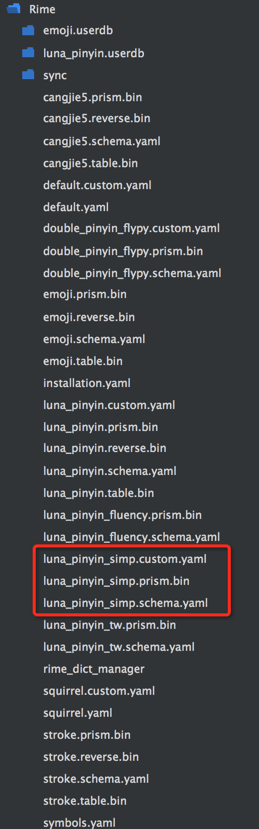 Rime
emoji.userdb
luna_pinyin.userdb
sync
cangjie5.prism.bin
cangjie5.reverse.bin
cangjie5.schema.yaml
cangjie5.table.bin
default.custom.yaml
default.yaml
double_pinyin_flypy.custom.yaml
double_pinyin_flypy.prism.bin
double_pinyin_flypy.schema.yaml
emoji.prism.bin
emoji.reverse.bin
emoji.schema.yaml
emoji.table.bin
installation.yaml
luna_pinyin.custom.yaml
luna_pinyin.prism.bin
luna_pinyin.reverse.bin
luna_pinyin.schema.yaml
luna_pinyin.table.bin
luna_pinyin_fluency.prism.bin
luna_pinyin_fluency.schema.yaml
luna_pinyin_simp.custom.yaml
luna_pinyin_simp.prism.bin
luna_pinyin_simp.schema.yaml
luna_pinyin_tw.prism.bin
luna_pinyin_tw.schema.yaml
rime_dict_manager
squirrel.custom.yaml
squirrel.yaml
stroke.prism.bin
stroke.reverse.bin
stroke.schema.yaml
stroke.table.bin
symbols.yaml